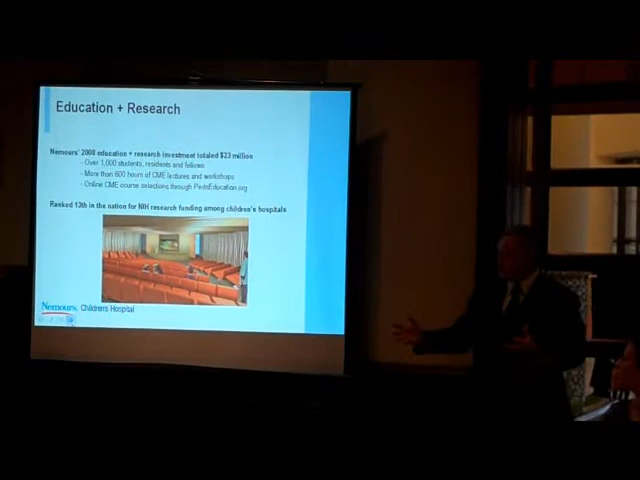 Education + Research
Nemours' 2008 education + research investment totaled $23 million
- Over 1,000 students, residents and fellows
- More than 600 hours of CME lectures and workshops
- Online CME course selections through PedsEducation.org
Ranked 13th in the nation for NIH research funding among children's hospitals
Nemours. Children's Hospital